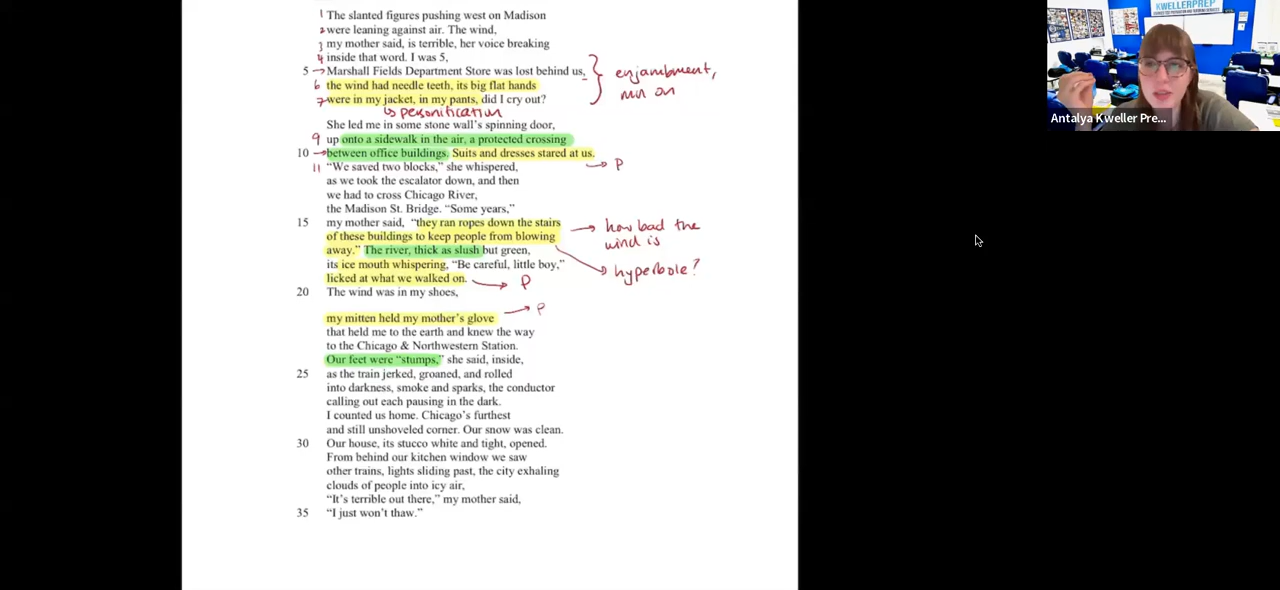 KWELLERPREP
1 The slanted figures pushing west on Madison
2 were leaning against air. The wind,
3 my mother said, is terrible, her voice breaking
4 inside that word. I was 5,
5 → Marshall Fields Department Store was lost behind us,
6 the wind had needle teeth, its big flat hands
7 were in my jacket, in my pants, did I cry out?
enjambment,
run on
↳ personification
Antalya Kweller Pre...
She led me in some stone wall's spinning door,
9 up onto a sidewalk in the air, a protected crossing
10 → between office buildings. Suits and dresses stared at us.
→ P
11 "We saved two blocks," she whispered,
as we took the escalator down, and then
we had to cross Chicago River,
the Madison St. Bridge. "Some years,"
15 my mother said, "they ran ropes down the stairs
of these buildings to keep people from blowing
away." The river, thick as slush but green,
its ice mouth whispering, "Be careful, little boy,"
licked at what we walked on.
→ how bad the
wind is
→ hyperbole?
→ P
20 The wind was in my shoes,
my mitten held my mother's glove
→ P
that held me to the earth and knew the way
to the Chicago & Northwestern Station.
Our feet were "stumps," she said, inside,
25 as the train jerked, groaned, and rolled
into darkness, smoke and sparks, the conductor
calling out each pausing in the dark.
I counted us home. Chicago's furthest
and still unshoveled corner. Our snow was clean.
30 Our house, its stucco white and tight, opened.
From behind our kitchen window we saw
other trains, lights sliding past, the city exhaling
clouds of people into icy air,
"It's terrible out there," my mother said,
35 "I just won't thaw."